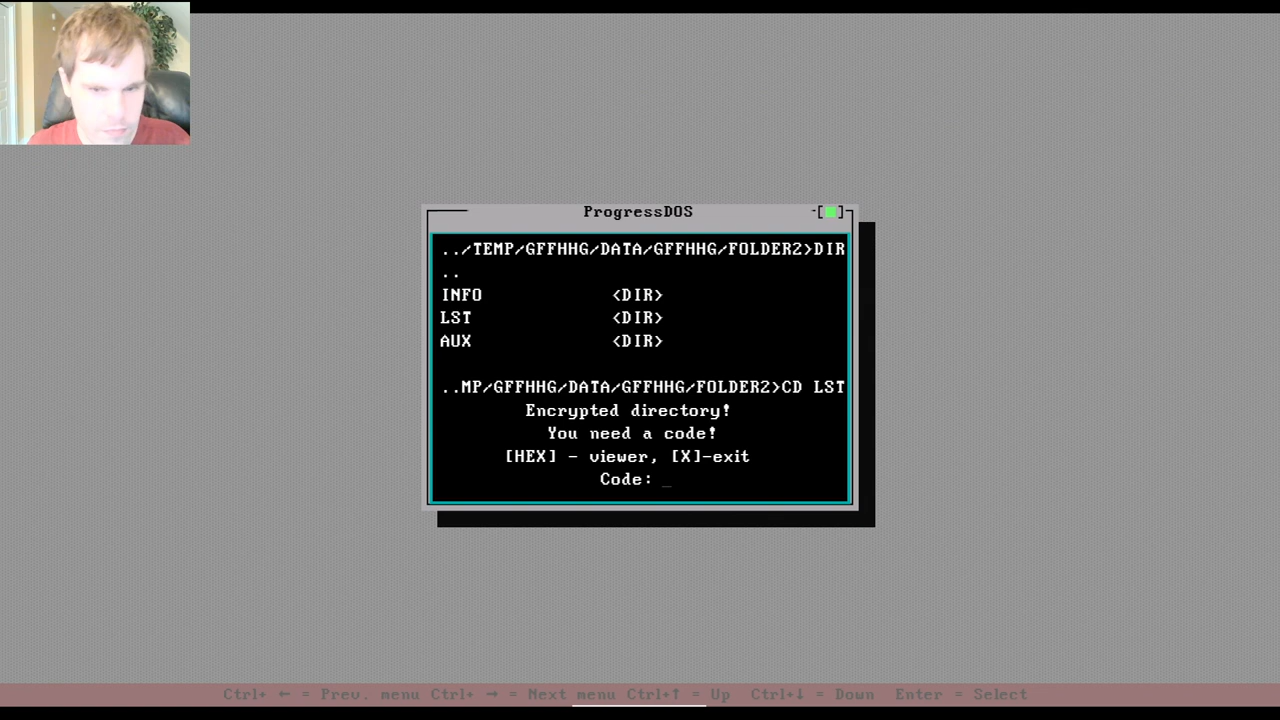 ProgressDOS
-[■]
../TEMP/GFFHHG/DATA/GFFHHG/FOLDER2>DIR
..
INFO <DIR>
LST <DIR>
AUX <DIR>
..MP/GFFHHG/DATA/GFFHHG/FOLDER2>CD LST
Encrypted directory!
You need a code!
[HEX] - viewer, [X]-exit
Code: _
Ctrl+ ← = Prev. menu Ctrl+ → = Next menu Ctrl+↑ = Up Ctrl+↓ = Down Enter = Select